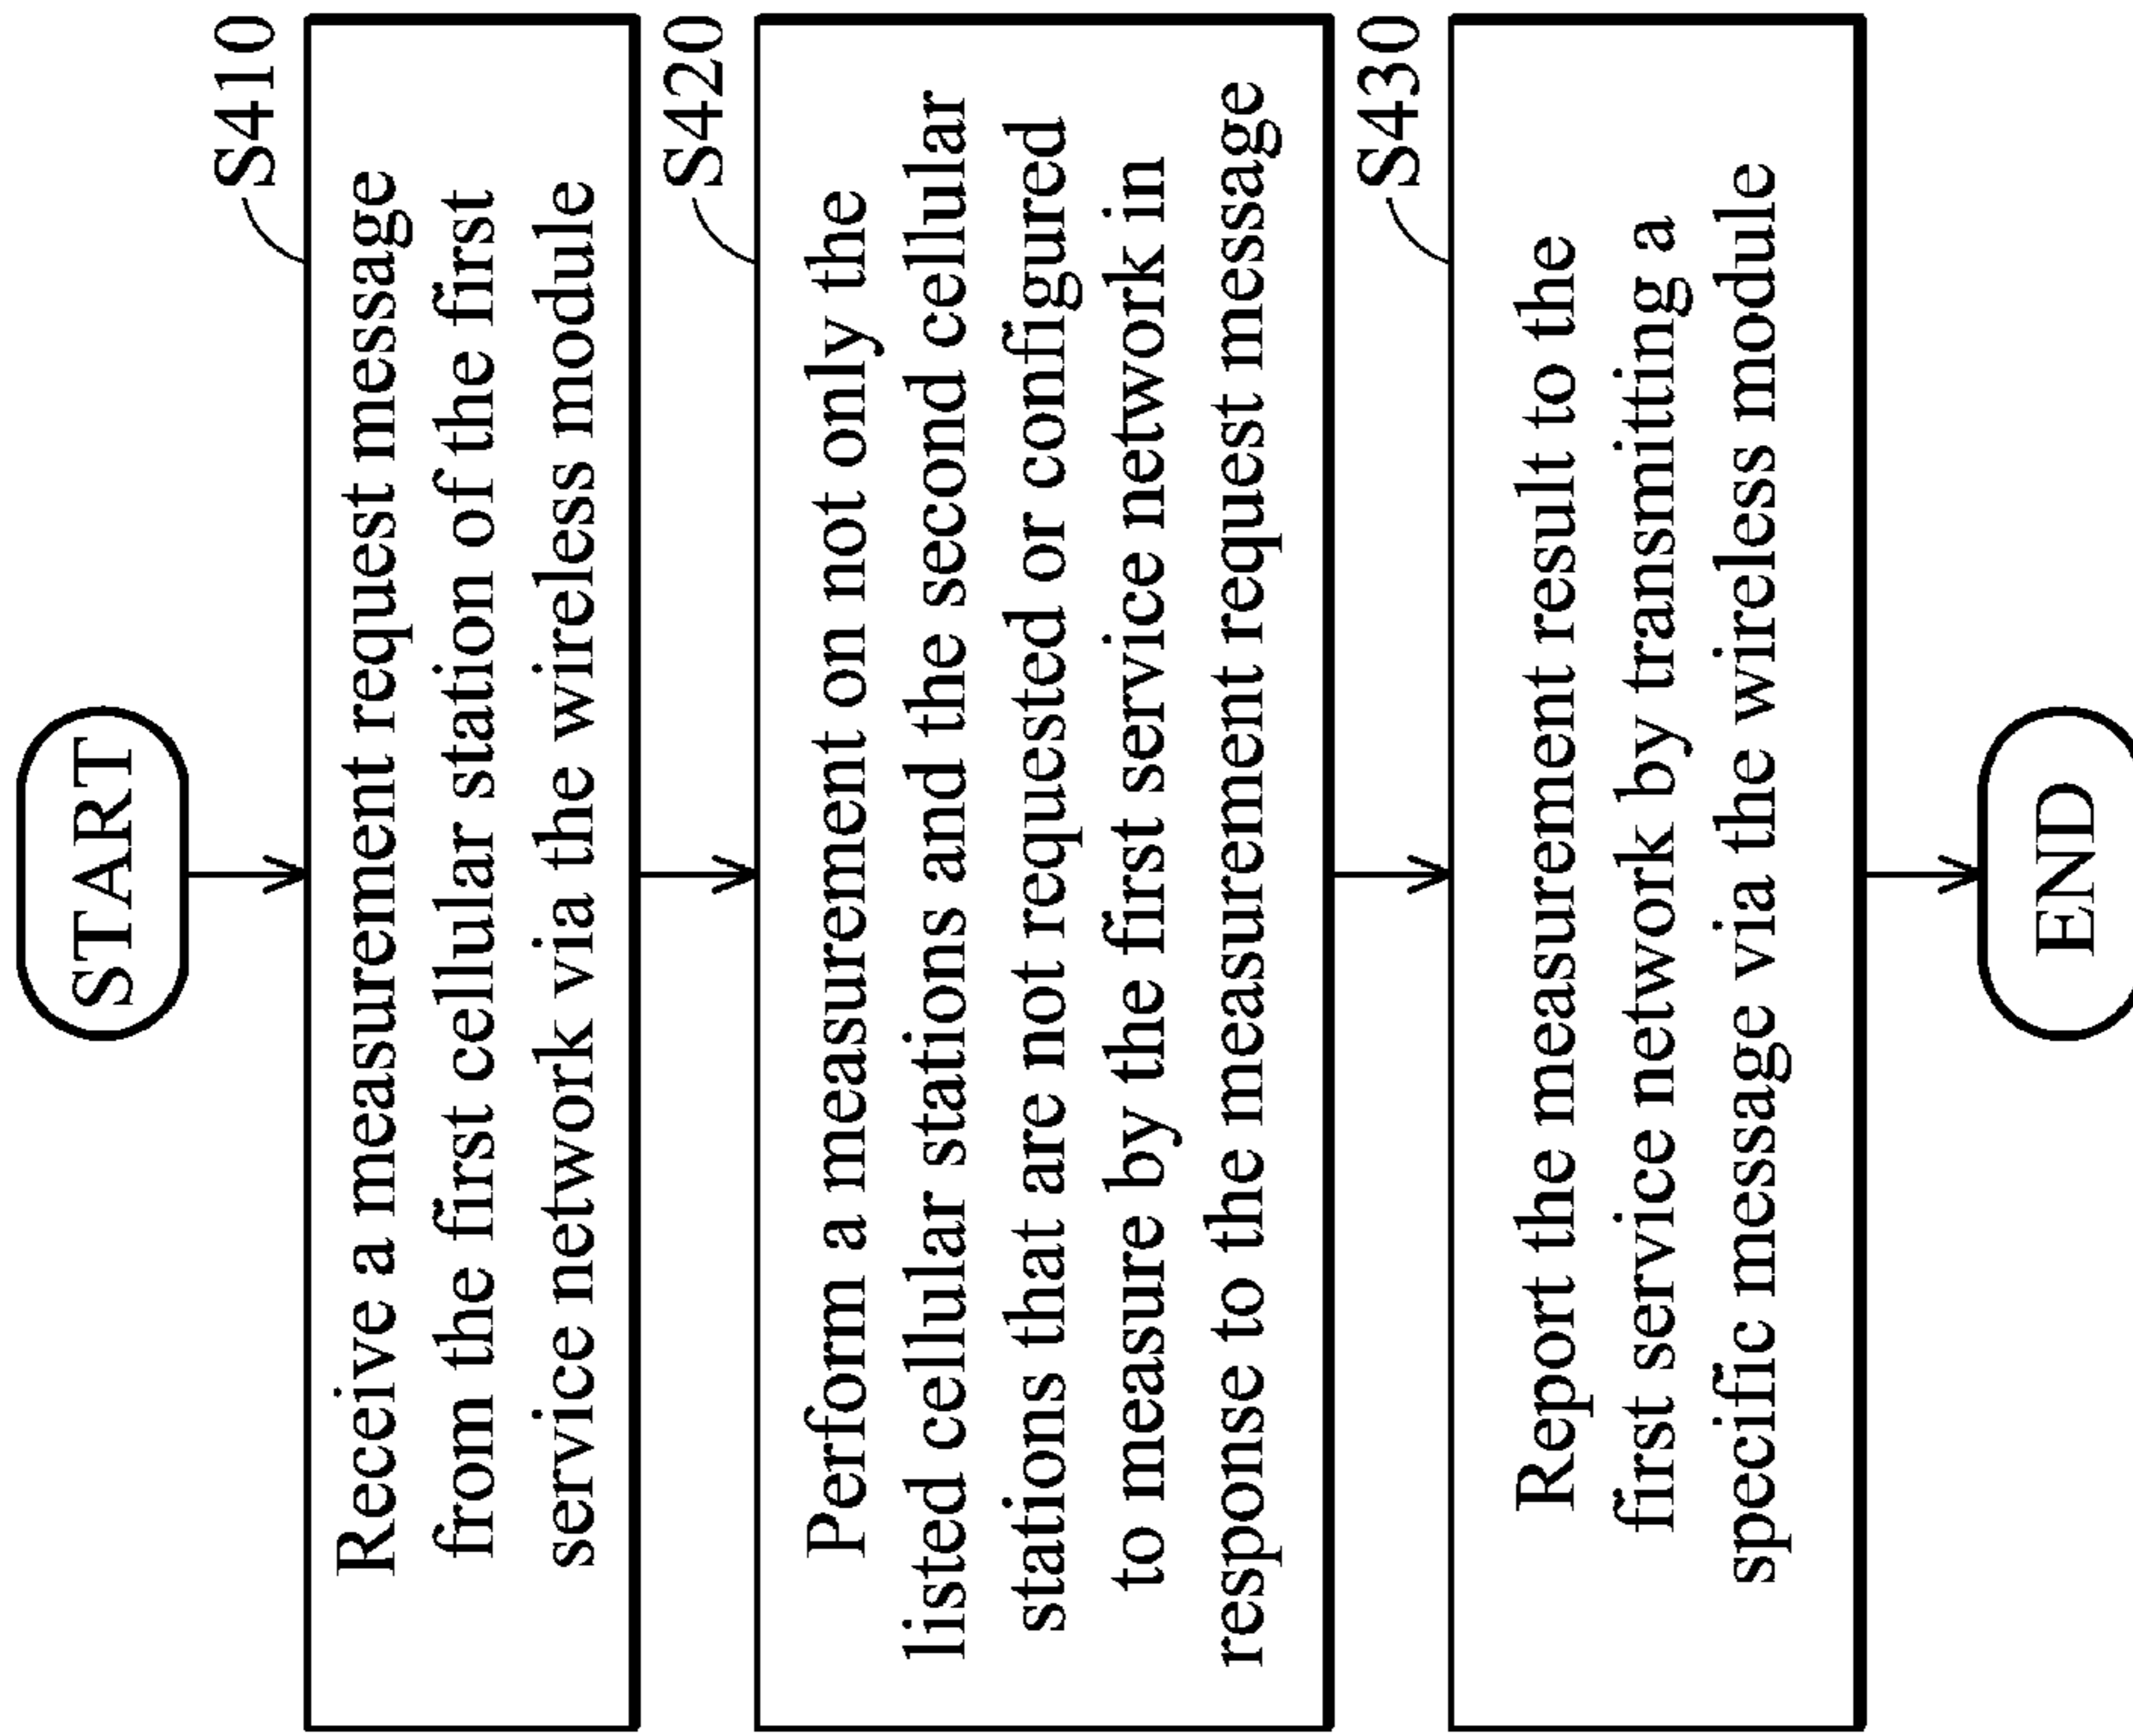 START
S410
Receive a measurement request message
from the first cellular station of the first
service network via the wireless module
S420
Perform a measurement on not only the
listed cellular stations and the second cellular
stations that are not requested or configured
to measure by the first service network in
response to the measurement request message
S430
Report the measurement result to the
first service network by transmitting a
specific message via the wireless module
END